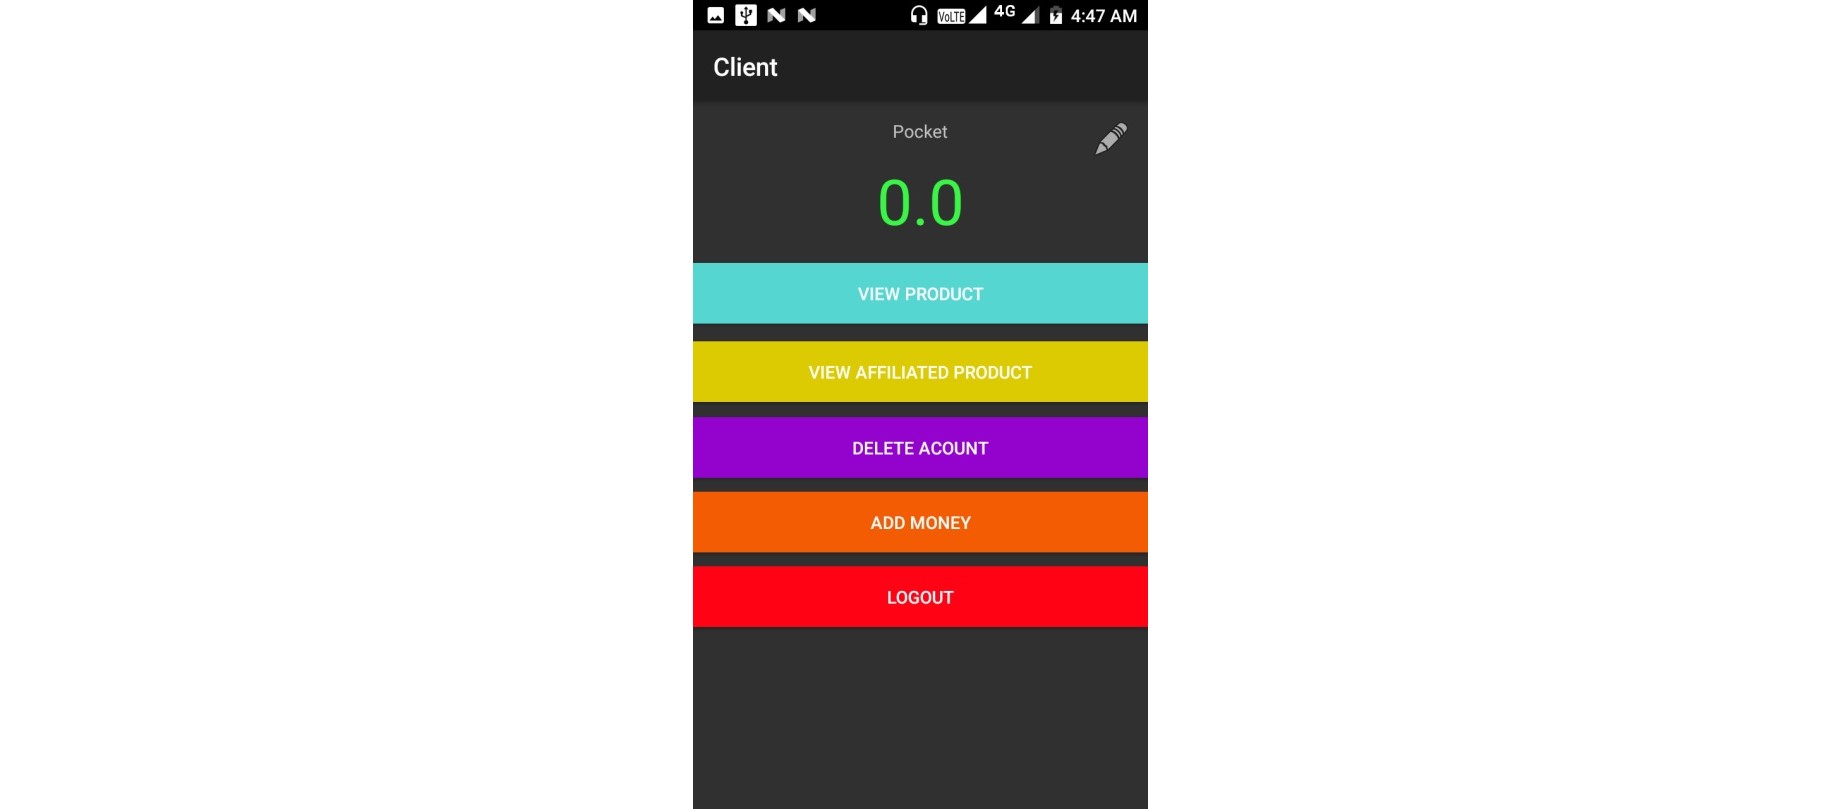 VoLTE 4G 4:47 AM
Client
Pocket
0.0
VIEW PRODUCT
VIEW AFFILIATED PRODUCT
DELETE ACOUNT
ADD MONEY
LOGOUT